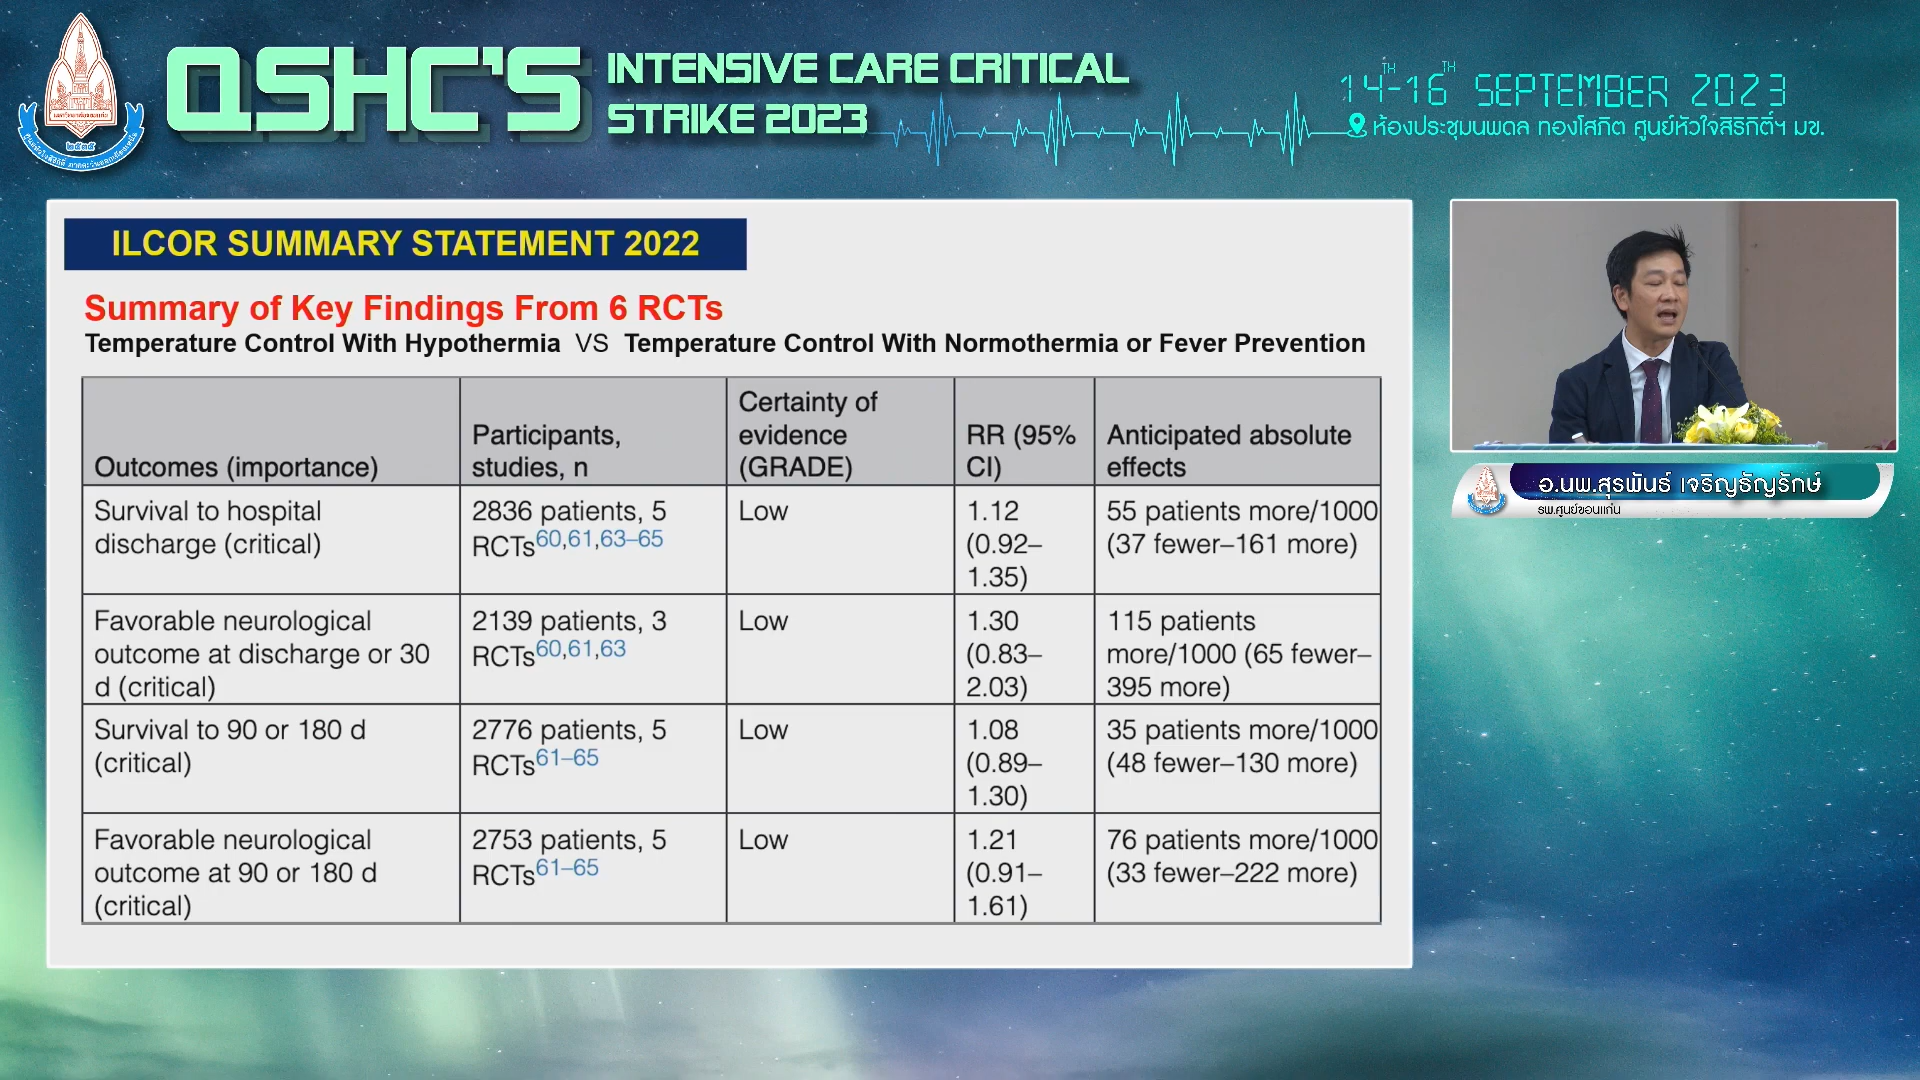 QSHC'S
INTENSIVE CARE CRITICAL
STRIKE 2023
14TH-16TH SEPTEMBER 2023
ห้องประชุมนพดล ทองโสภิต ศูนย์หัวใจสิริกิติ์ฯ มข.
ILCOR SUMMARY STATEMENT 2022
Summary of Key Findings From 6 RCTs
Temperature Control With Hypothermia VS Temperature Control With Normothermia or Fever Prevention
Outcomes (importance)
Participants,
studies, n
Certainty of
evidence
(GRADE)
RR (95%
CI)
Anticipated absolute
effects
Survival to hospital
discharge (critical)
2836 patients, 5
RCTs60,61,63–65
Low
1.12
(0.92–
1.35)
55 patients more/1000
(37 fewer–161 more)
Favorable neurological
outcome at discharge or 30
d (critical)
2139 patients, 3
RCTs60,61,63
Low
1.30
(0.83–
2.03)
115 patients
more/1000 (65 fewer–
395 more)
Survival to 90 or 180 d
(critical)
2776 patients, 5
RCTs61–65
Low
1.08
(0.89–
1.30)
35 patients more/1000
(48 fewer–130 more)
Favorable neurological
outcome at 90 or 180 d
(critical)
2753 patients, 5
RCTs61–65
Low
1.21
(0.91–
1.61)
76 patients more/1000
(33 fewer–222 more)
อ.นพ.สุรพันธ์ เจริญธัญรักษ์
รพ.ศูนย์ขอนแก่น